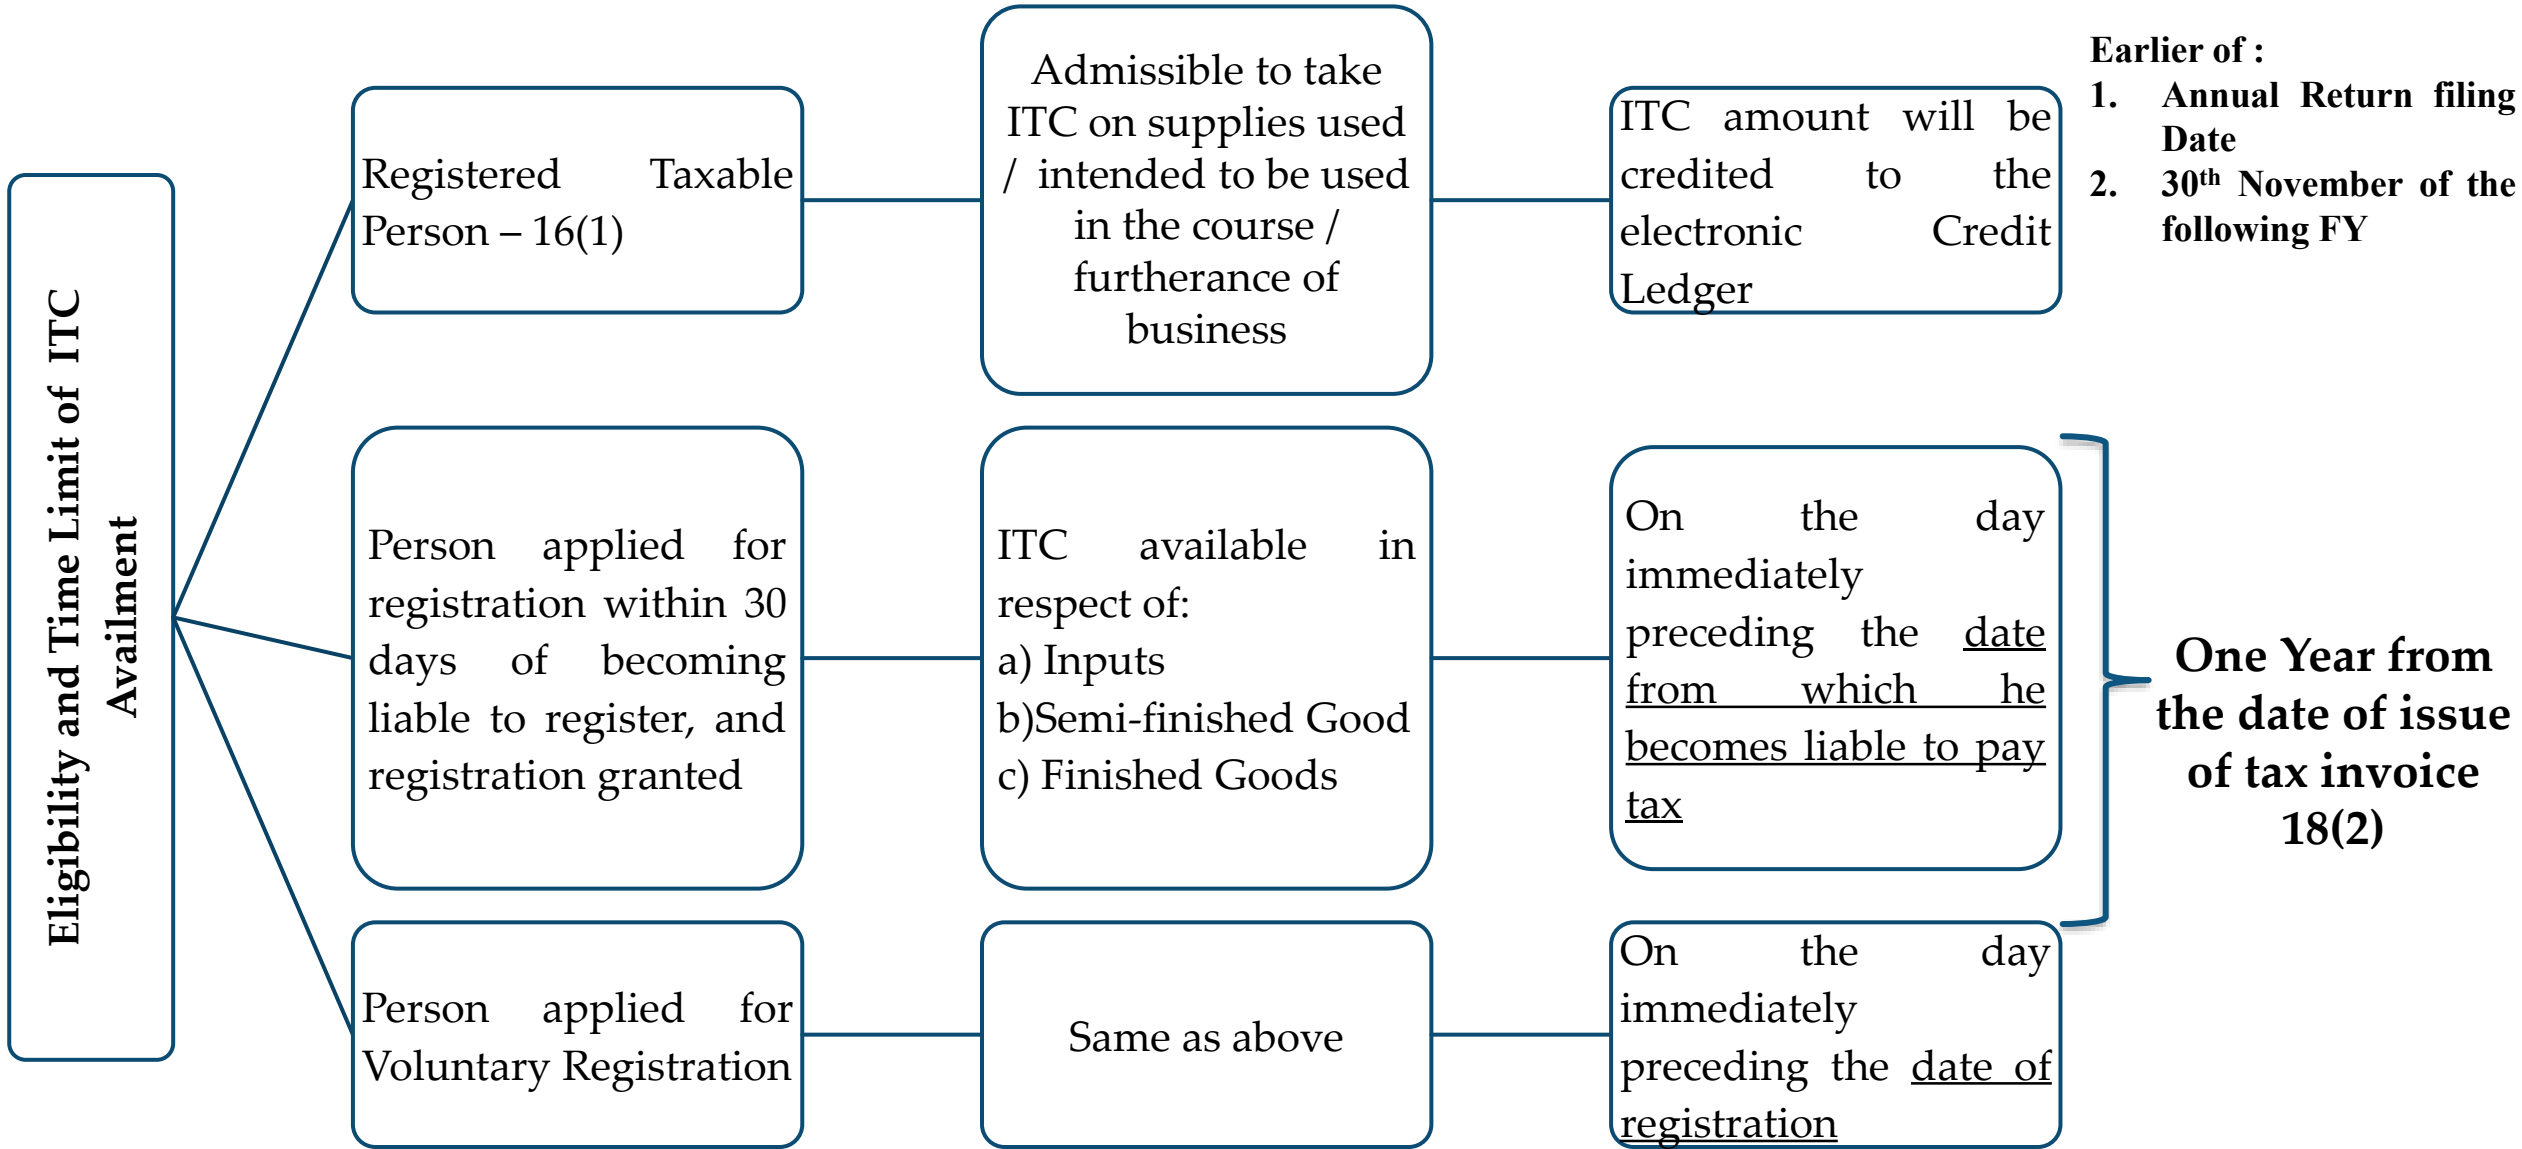 Eligibility and Time Limit of ITC
Availment
Registered Taxable
Person – 16(1)
Admissible to take
ITC on supplies used
/ intended to be used
in the course /
furtherance of
business
ITC amount will be
credited to the
electronic Credit
Ledger
Earlier of :
1. Annual Return filing
Date
2. 30th November of the
following FY
Person applied for
registration within 30
days of becoming
liable to register, and
registration granted
ITC available in
respect of:
a) Inputs
b)Semi-finished Good
c) Finished Goods
On the day
immediately
preceding the date
from which he
becomes liable to pay
tax
One Year from
the date of issue
of tax invoice
18(2)
Person applied for
Voluntary Registration
Same as above
On the day
immediately
preceding the date of
registration